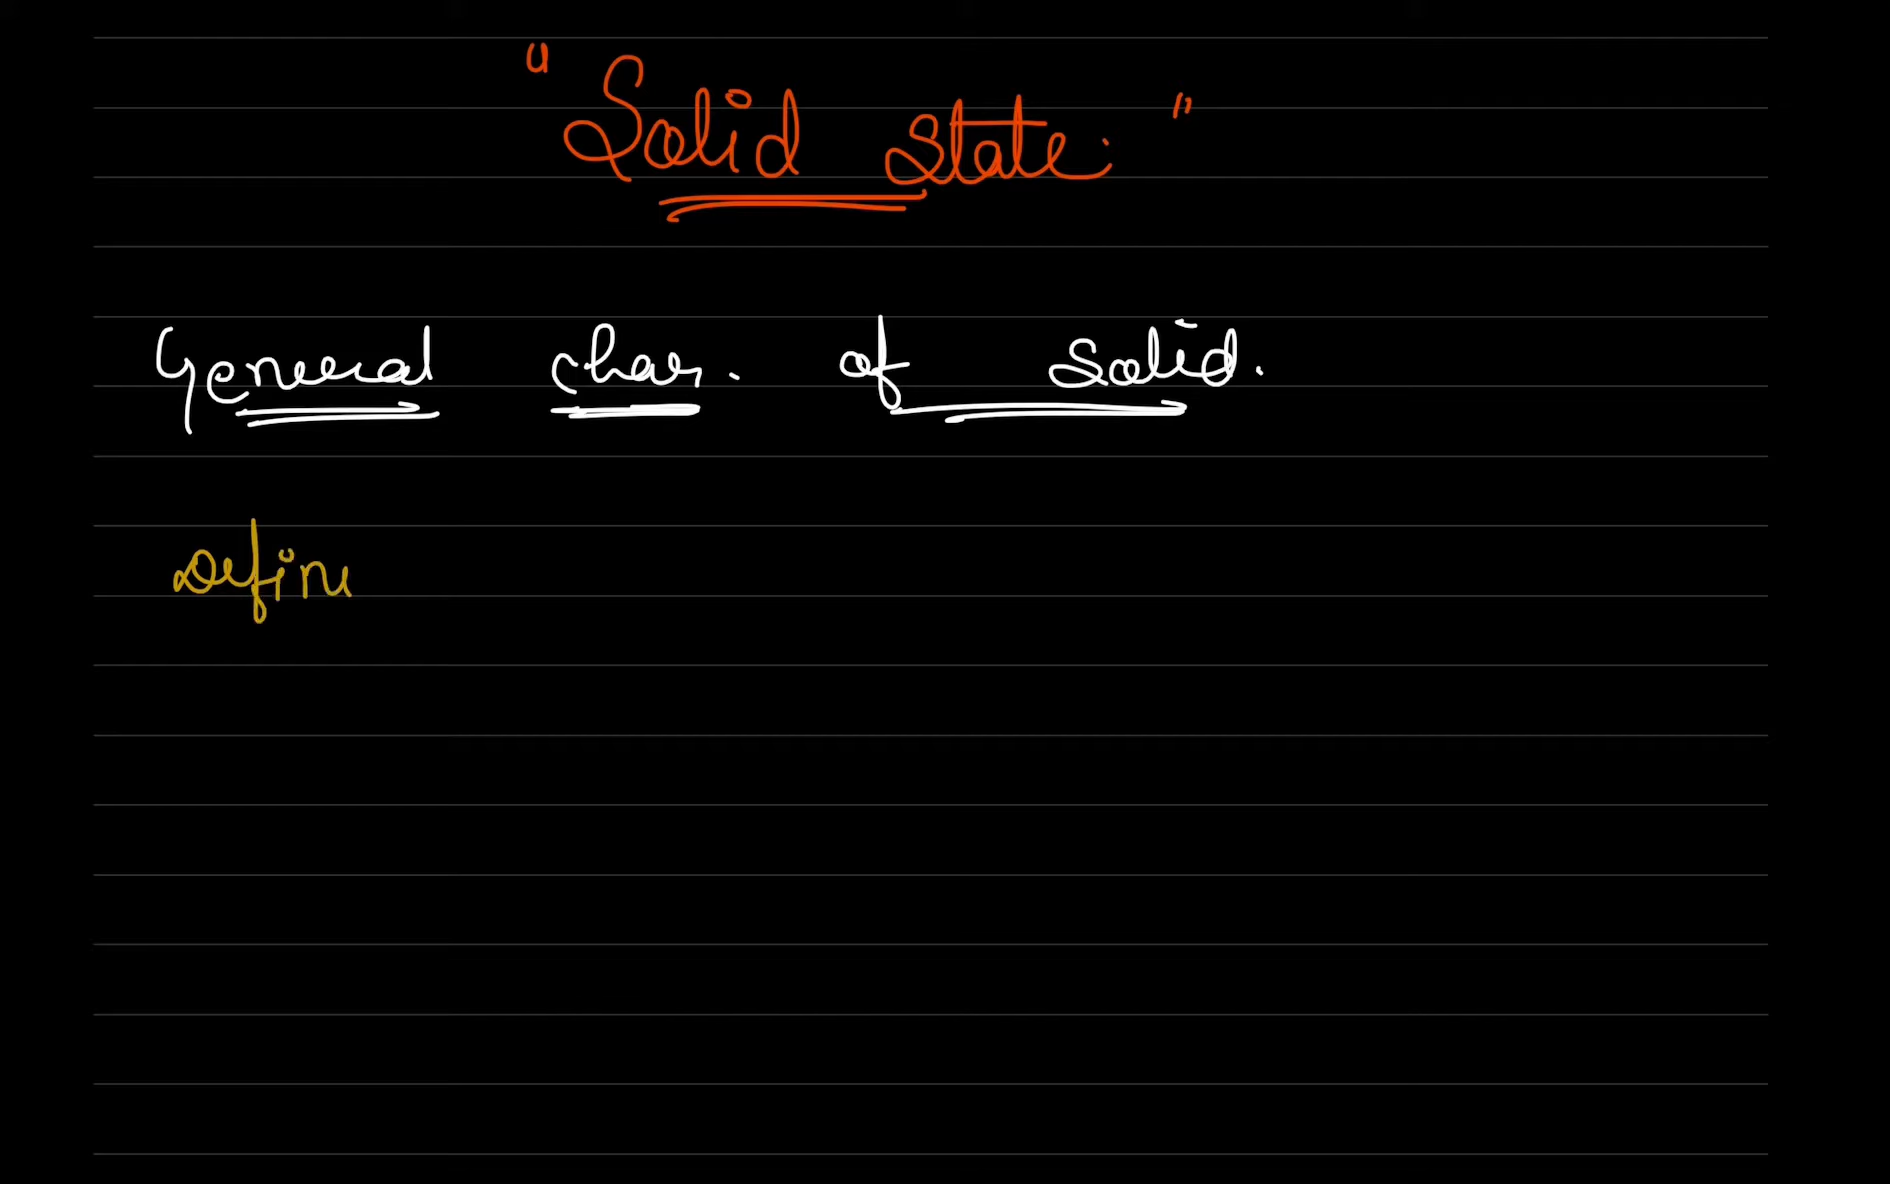 "Solid State."
General char. of Solid.
Define